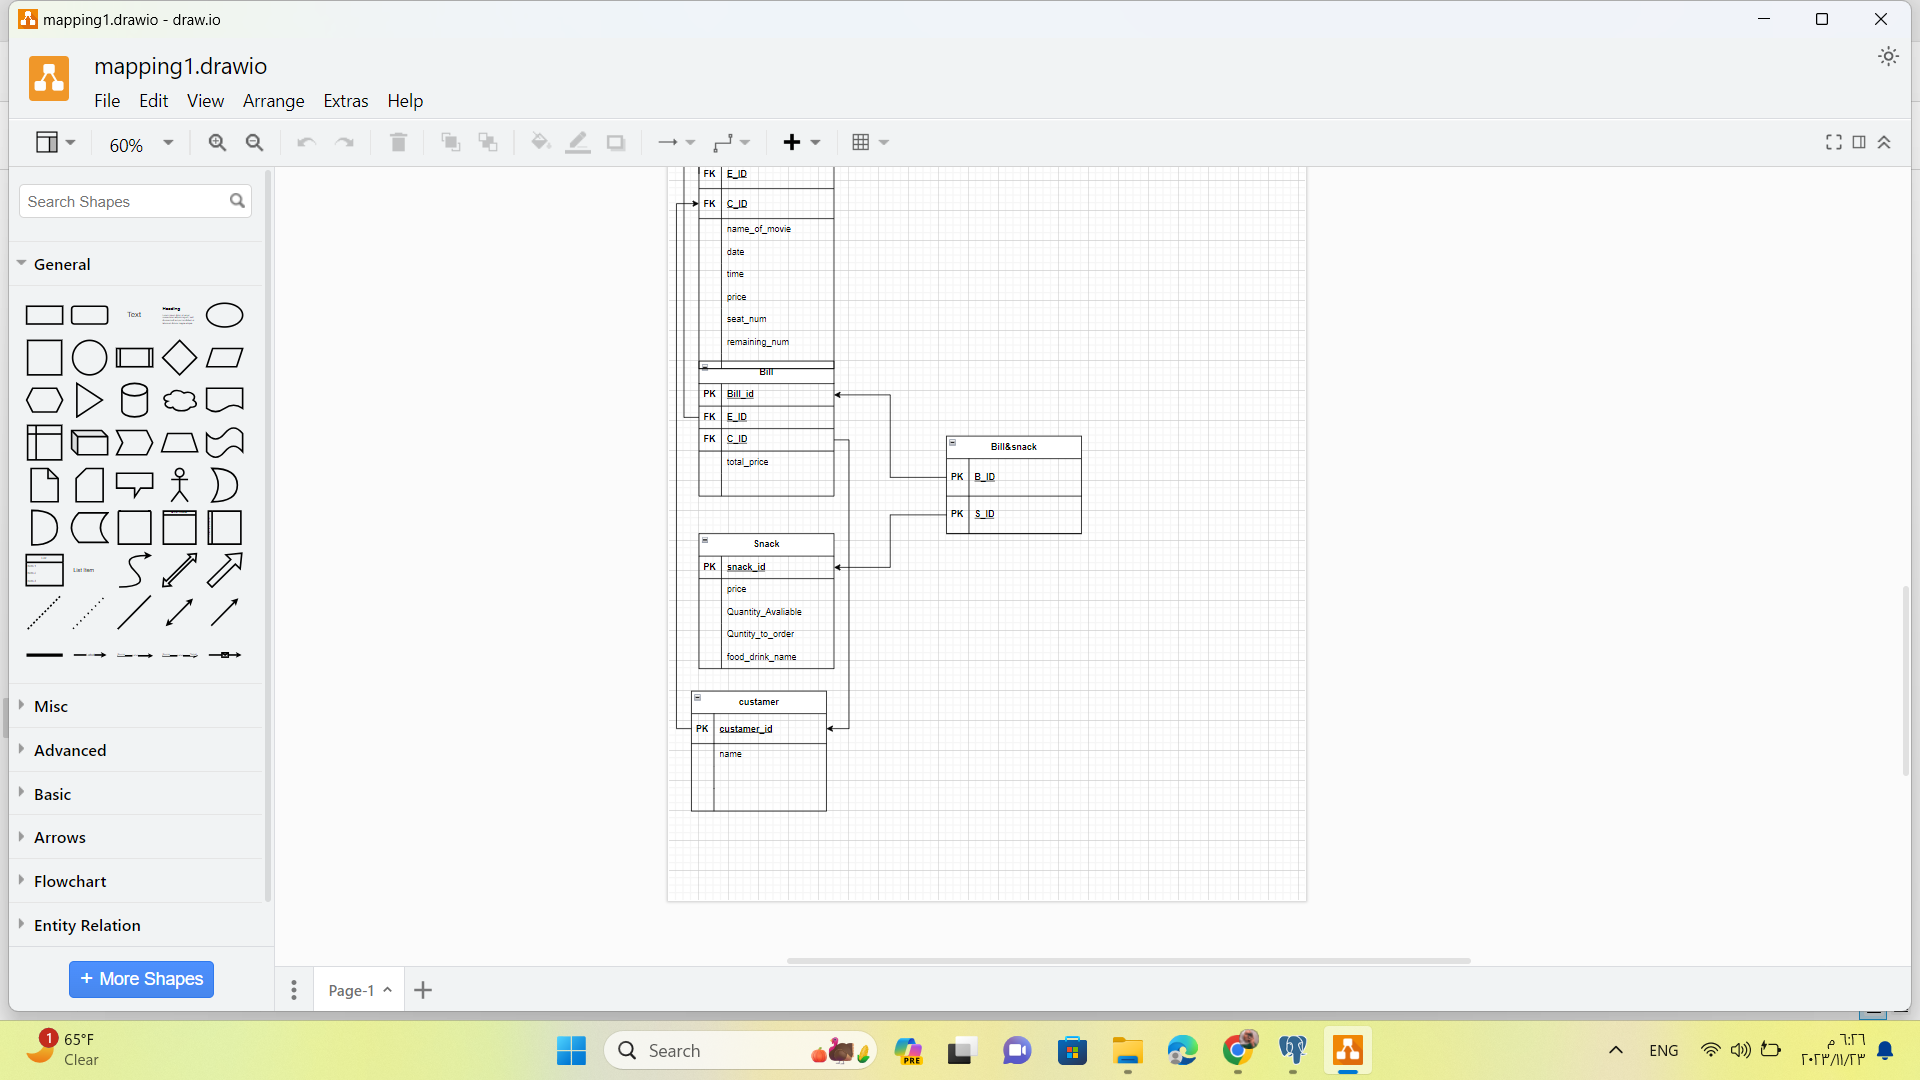 mapping1.drawio - draw.io
mapping1.drawio
File Edit View Arrange Extras Help
60%
Search Shapes
General
Text
Heading
List Item
Misc
Advanced
Basic
Arrows
Flowchart
Entity Relation
+ More Shapes
FK E_ID
FK C_ID
name_of_movie
date
time
price
seat_num
remaining_num
Bill
PK Bill_id
FK E_ID
FK C_ID
total_price
Bill&snack
PK B_ID
PK S_ID
Snack
PK snack_id
price
Quantity_Avaliable
Quntity_to_order
food_drink_name
custamer
PK custamer_id
name
Page-1
1
65°F
Clear
Search
PRE
ENG
٦:٢٦ م
٢٠٢٣/١١/٢٣